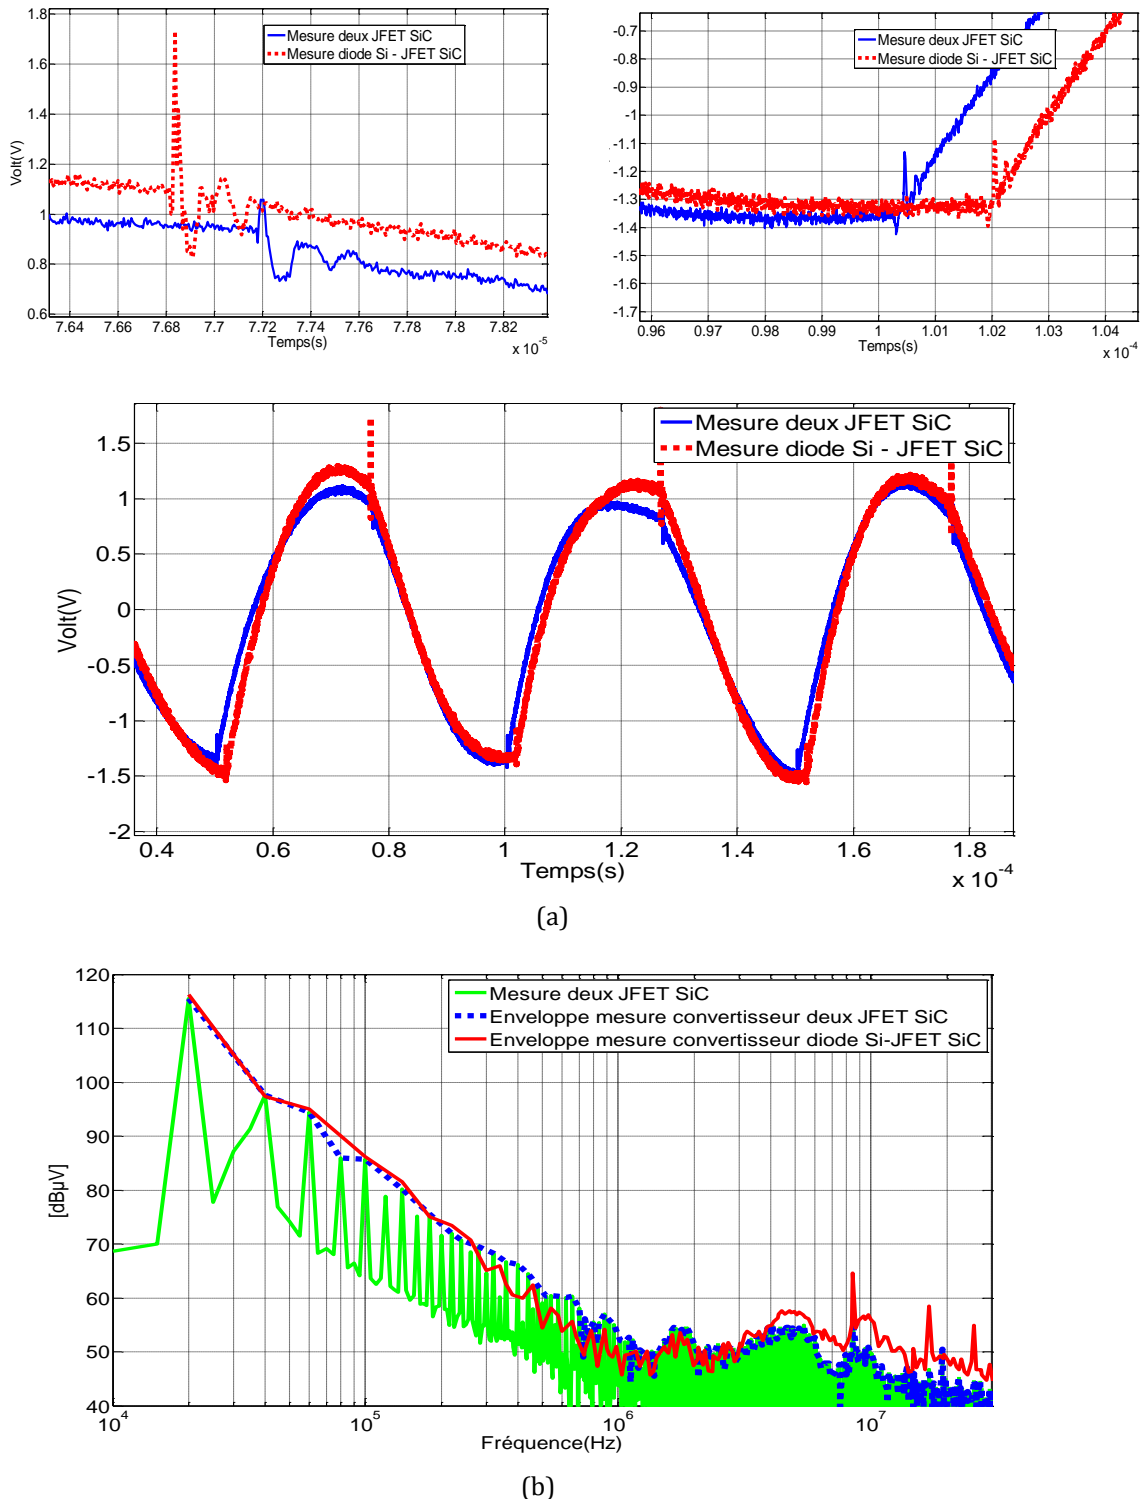 Mesure deux JFET SiC
Mesure diode Si - JFET SiC
Volt(V)
1.8
1.6
1.4
1.2
1
0.8
0.6
7.64 7.66 7.68 7.7 7.72 7.74 7.76 7.78 7.8 7.82
Temps(s)
x 10-5
Mesure deux JFET SiC
Mesure diode Si - JFET SiC
-0.7
-0.8
-0.9
-1
-1.1
-1.2
-1.3
-1.4
-1.5
-1.6
-1.7
0.96 0.97 0.98 0.99 1 1.01 1.02 1.03 1.04
Temps(s)
x 10-4
Mesure deux JFET SiC
Mesure diode Si - JFET SiC
Volt(V)
1.5
1
0.5
0
-0.5
-1
-1.5
-2
0.4 0.6 0.8 1 1.2 1.4 1.6 1.8
Temps(s)
x 10-4
(a)
Mesure deux JFET SiC
Enveloppe mesure convertisseur deux JFET SiC
Enveloppe mesure convertisseur diode Si-JFET SiC
[dBµV]
120
110
100
90
80
70
60
50
40
10^4 10^5 10^6 10^7
Fréquence(Hz)
(b)